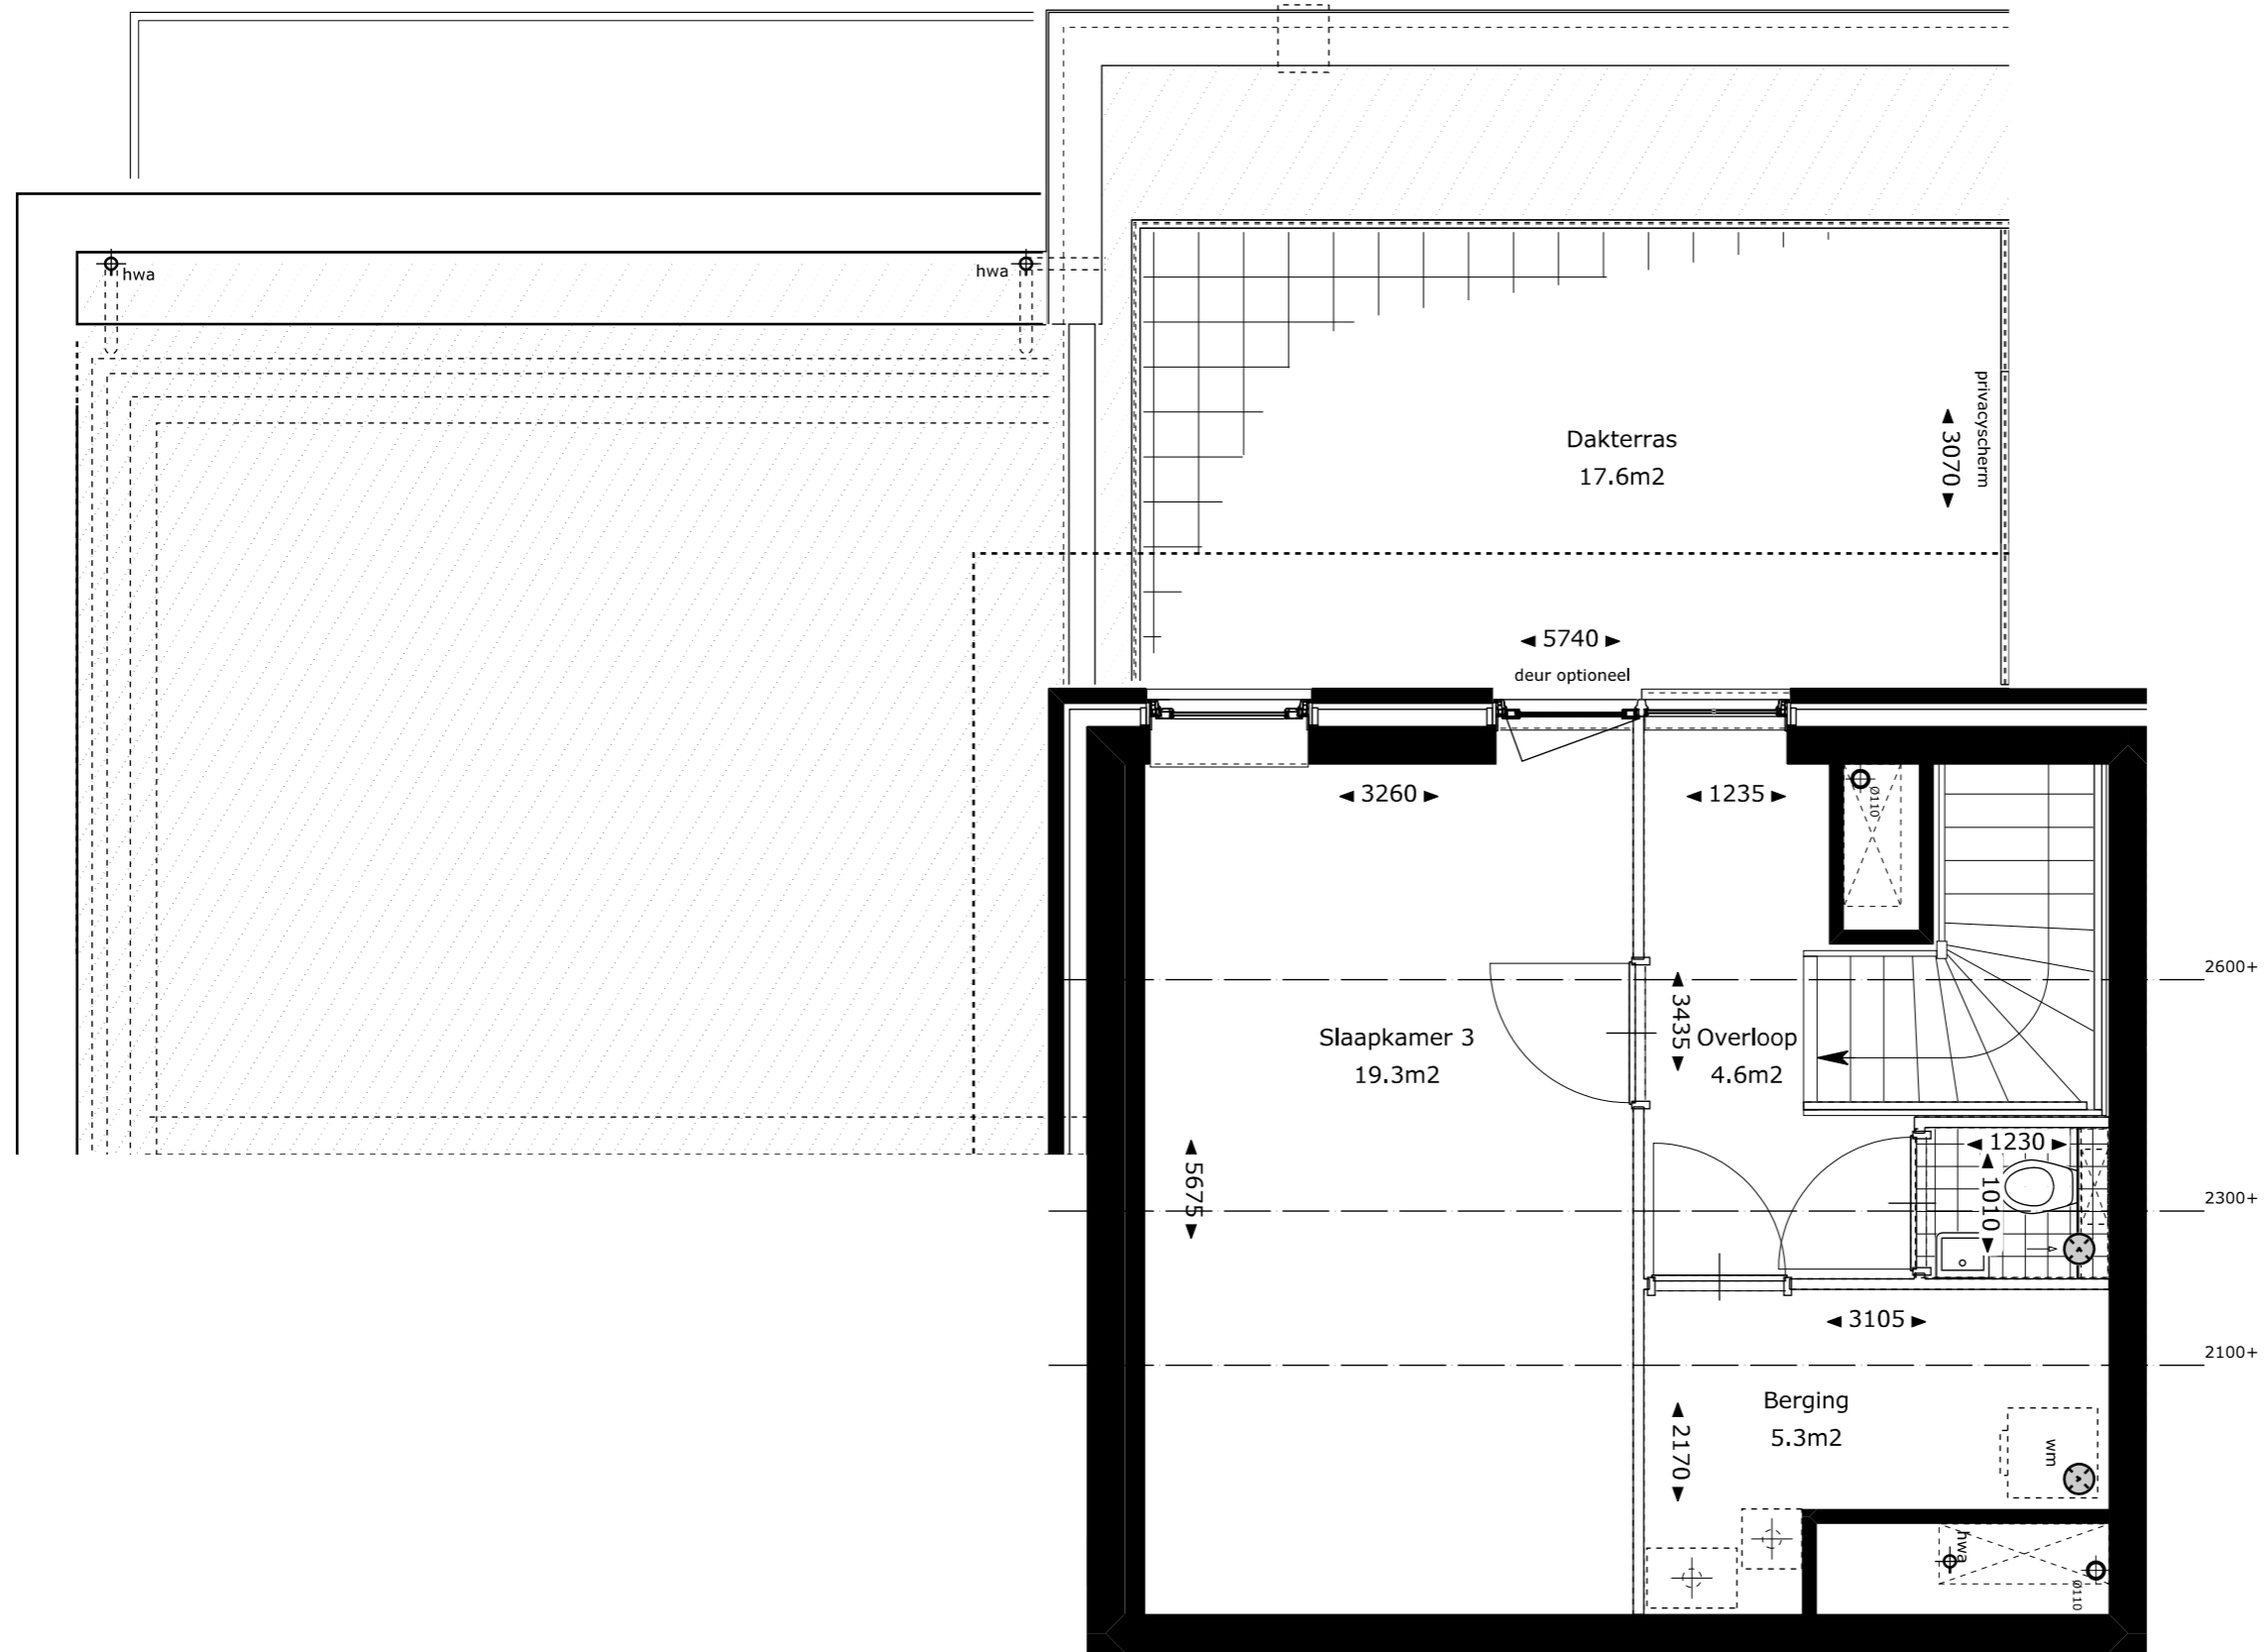 hwa
hwa
Dakterras
17.6m2
◄ 3070 ►
privacyscherm
◄ 5740 ►
deur optioneel
◄ 3260 ►
◄ 1235 ►
Ø110
2600+
Slaapkamer 3
19.3m2
◄ 3435 ►
Overloop
4.6m2
◄ 1230 ►
◄ 1010 ►
◄ 5675 ►
2300+
◄ 3105 ►
2100+
Berging
5.3m2
◄ 2170 ►
wm
hwa
Ø110